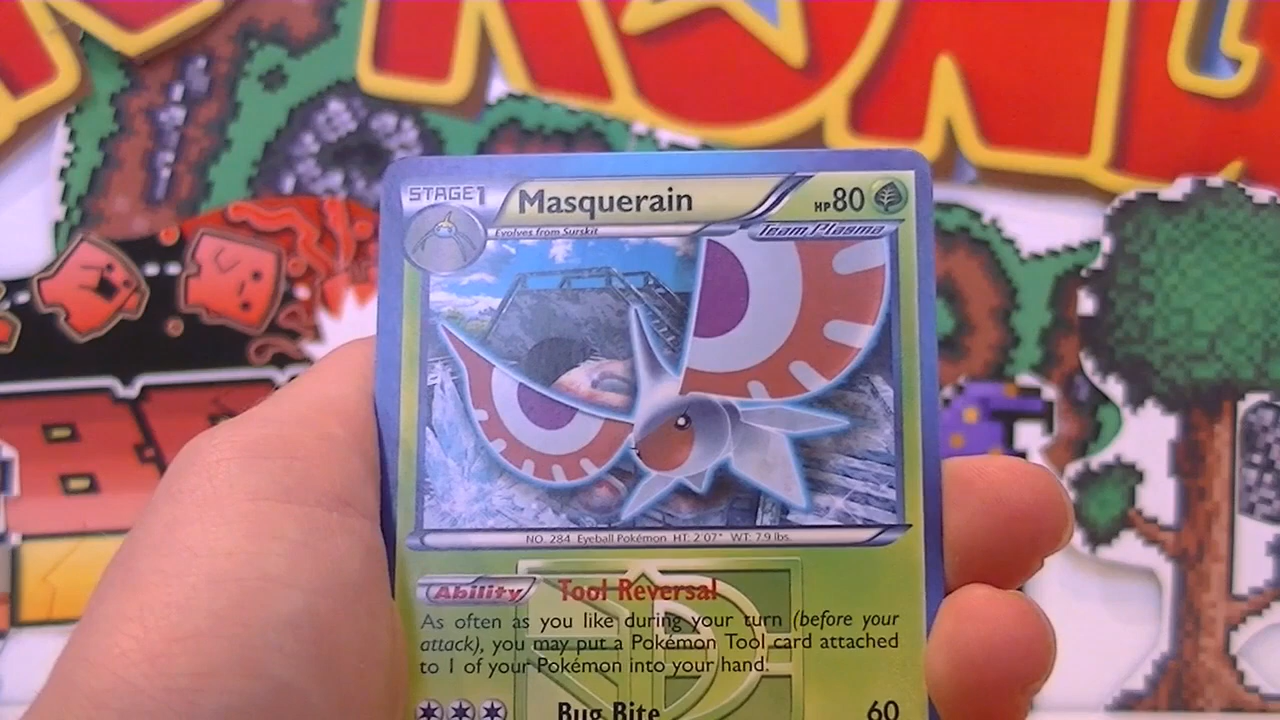 STAGE1 Masquerain HP80
Evolves from Surskit Team Plasma
NO. 284 Eyeball Pokémon HT: 2'07" WT: 7.9 lbs.
Ability Tool Reversal
As often as you like during your turn (before your
attack), you may put a Pokémon Tool card attached
to 1 of your Pokémon into your hand.
Bug Bite 60